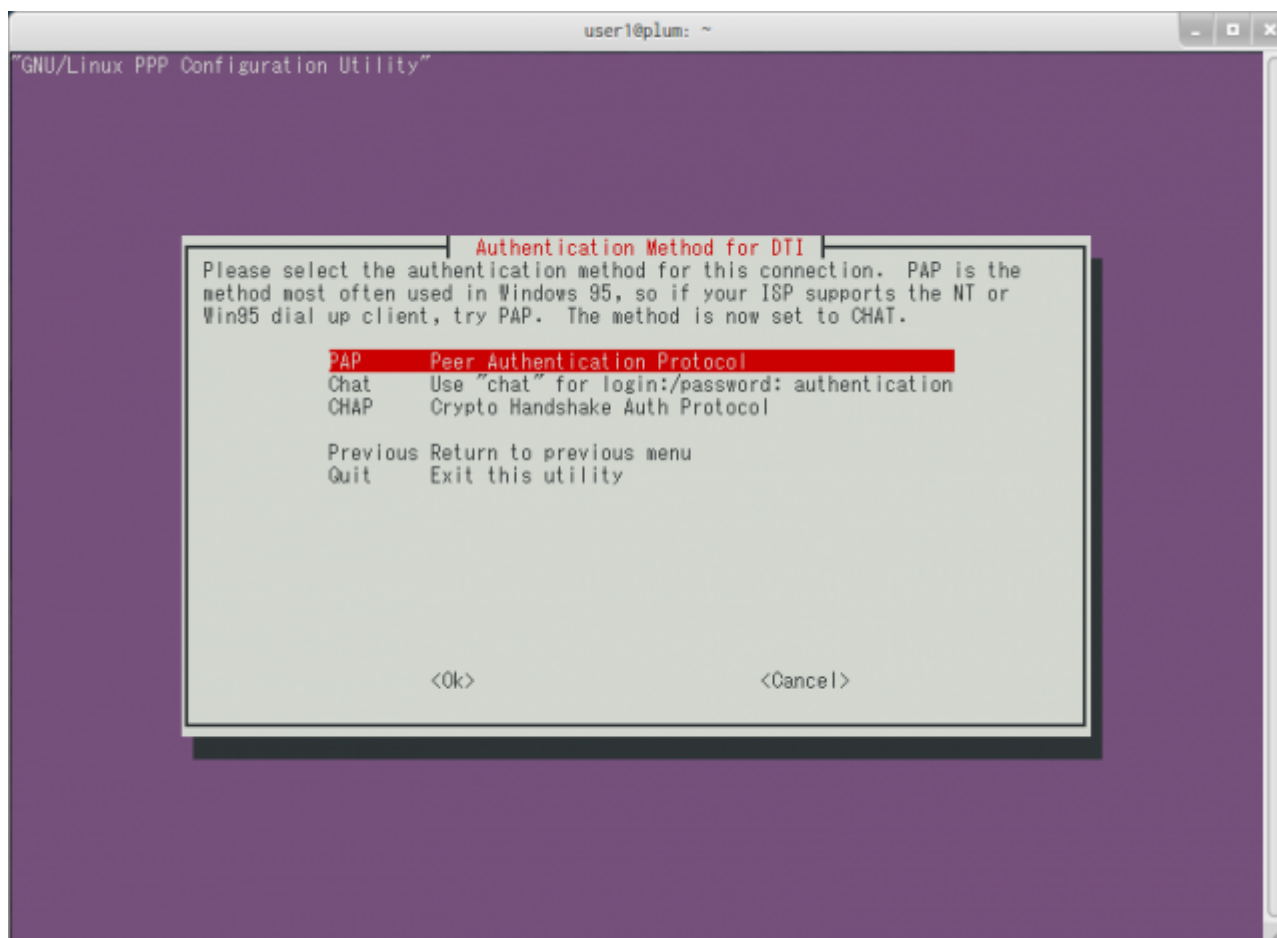 user1@plum: ~
"GNU/Linux PPP Configuration Utility"
Authentication Method for DTI
Please select the authentication method for this connection.  PAP is the
method most often used in Windows 95, so if your ISP supports the NT or
Win95 dial up client, try PAP.  The method is now set to CHAT.
PAP      Peer Authentication Protocol
Chat     Use "chat" for login:/password: authentication
CHAP     Crypto Handshake Auth Protocol
Previous Return to previous menu
Quit     Exit this utility
<Ok>                          <Cancel>